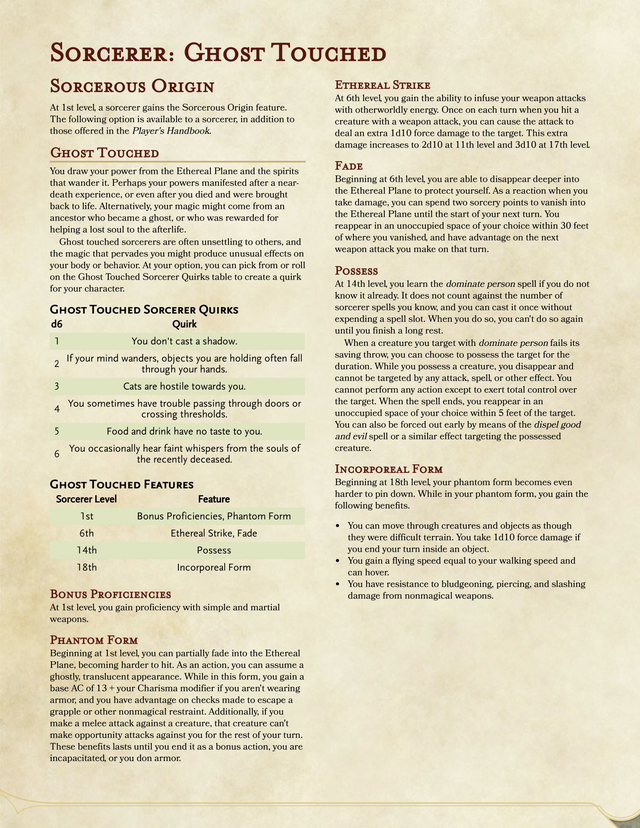 Sorcerer: Ghost Touched
Sorcerous Origin
At 1st level, a sorcerer gains the Sorcerous Origin feature.
The following option is available to a sorcerer, in addition to
those offered in the Player's Handbook.
Ghost Touched
You draw your power from the Ethereal Plane and the spirits
that wander it. Perhaps your powers manifested after a near-
death experience, or even after you died and were brought
back to life. Alternatively, your magic might come from an
ancestor who became a ghost, or who was rewarded for
helping a lost soul to the afterlife.
Ghost touched sorcerers are often unsettling to others, and
the magic that pervades you might produce unusual effects on
your body or behavior. At your option, you can pick from or roll
on the Ghost Touched Sorcerer Quirks table to create a quirk
for your character.
Ghost Touched Sorcerer Quirks
d6 Quirk
1 You don't cast a shadow.
2 If your mind wanders, objects you are holding often fall
through your hands.
3 Cats are hostile towards you.
4 You sometimes have trouble passing through doors or
crossing thresholds.
5 Food and drink have no taste to you.
6 You occasionally hear faint whispers from the souls of
the recently deceased.
Ghost Touched Features
Sorcerer Level Feature
1st Bonus Proficiencies, Phantom Form
6th Ethereal Strike, Fade
14th Possess
18th Incorporeal Form
Bonus Proficiencies
At 1st level, you gain proficiency with simple and martial
weapons.
Phantom Form
Beginning at 1st level, you can partially fade into the Ethereal
Plane, becoming harder to hit. As an action, you can assume a
ghostly, translucent appearance. While in this form, you gain a
base AC of 13 + your Charisma modifier if you aren't wearing
armor, and you have advantage on checks made to escape a
grapple or other nonmagical restraint. Additionally, if you
make a melee attack against a creature, that creature can't
make opportunity attacks against you for the rest of your turn.
These benefits lasts until you end it as a bonus action, you are
incapacitated, or you don armor.
Ethereal Strike
At 6th level, you gain the ability to infuse your weapon attacks
with otherworldly energy. Once on each turn when you hit a
creature with a weapon attack, you can cause the attack to
deal an extra 1d10 force damage to the target. This extra
damage increases to 2d10 at 11th level and 3d10 at 17th level.
Fade
Beginning at 6th level, you are able to disappear deeper into
the Ethereal Plane to protect yourself. As a reaction when you
take damage, you can spend two sorcery points to vanish into
the Ethereal Plane until the start of your next turn. You
reappear in an unoccupied space of your choice within 30 feet
of where you vanished, and have advantage on the next
weapon attack you make on that turn.
Possess
At 14th level, you learn the dominate person spell if you do not
know it already. It does not count against the number of
sorcerer spells you know, and you can cast it once without
expending a spell slot. When you do so, you can't do so again
until you finish a long rest.
When a creature you target with dominate person fails its
saving throw, you can choose to possess the target for the
duration. While you possess a creature, you disappear and
cannot be targeted by any attack, spell, or other effect. You
cannot perform any action except to exert total control over
the target. When the spell ends, you reappear in an
unoccupied space of your choice within 5 feet of the target.
You can also be forced out early by means of the dispel good
and evil spell or a similar effect targeting the possessed
creature.
Incorporeal Form
Beginning at 18th level, your phantom form becomes even
harder to pin down. While in your phantom form, you gain the
following benefits.
• You can move through creatures and objects as though
they were difficult terrain. You take 1d10 force damage if
you end your turn inside an object.
• You gain a flying speed equal to your walking speed and
can hover.
• You have resistance to bludgeoning, piercing, and slashing
damage from nonmagical weapons.